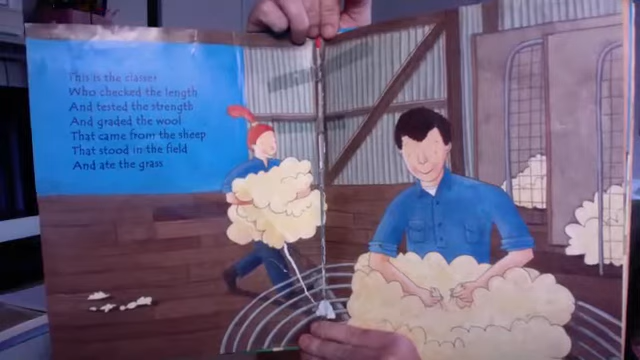 This is the classer
Who checked the length
And tested the strength
And graded the wool
That came from the sheep
That stood in the field
And ate the grass